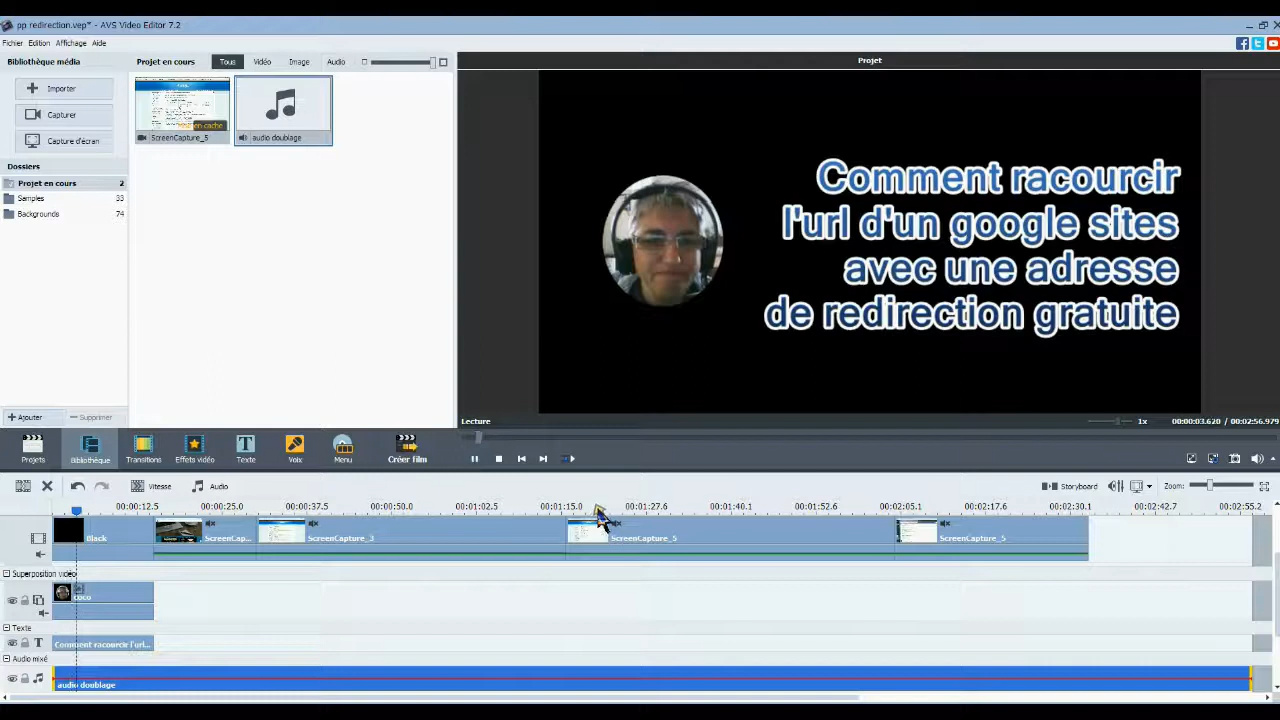 pp redirection.vep* - AVS Video Editor 7.2
Fichier Edition Affichage Aide
Bibliothèque média
Projet en cours
Tous
Vidéo
Image
Audio
Projet
Importer
Capturer
Capture d'écran
ScreenCapture_5
audio doublage
Dossiers
Projet en cours 2
Samples 33
Backgrounds 74
Comment racourcir
l'url d'un google sites
avec une adresse
de redirection gratuite
Ajouter
Supprimer
Lecture
1x
00:00:03.620 / 00:02:56.979
Projets
Bibliothèque
Transitions
Effets vidéo
Texte
Voix
Menu
Créer film
Vitesse
Audio
Storyboard
Zoom:
00:00:12.5 00:00:25.0 00:00:37.5 00:00:50.0 00:01:02.5 00:01:15.0 00:01:27.6 00:01:40.1 00:01:52.6 00:02:05.1 00:02:17.6 00:02:30.1 00:02:42.7 00:02:55.2
Black
ScreenCap...
ScreenCapture_3
ScreenCapture_5
ScreenCapture_5
Superposition vidéo
coco
Texte
Comment racourcir l'url...
Audio mixé
audio doublage